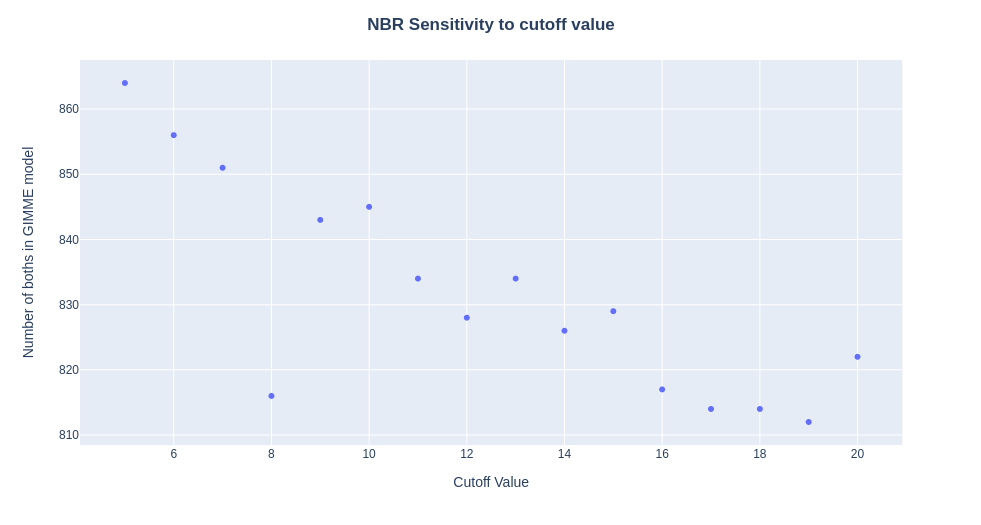 NBR Sensitivity to cutoff value
Number of boths in GIMME model
860
850
840
830
820
810
6 8 10 12 14 16 18 20
Cutoff Value